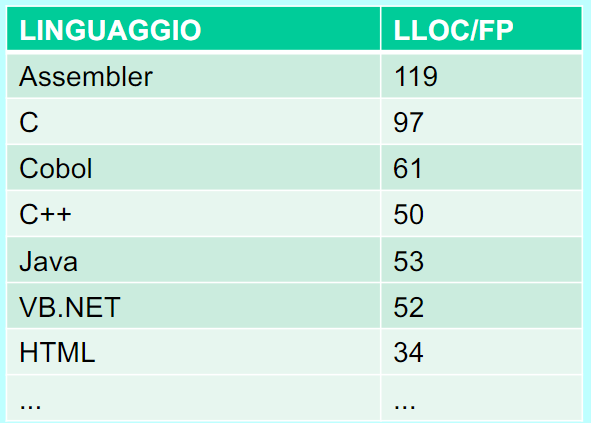 LINGUAGGIO LLOC/FP
Assembler 119
C 97
Cobol 61
C++ 50
Java 53
VB.NET 52
HTML 34
... ...